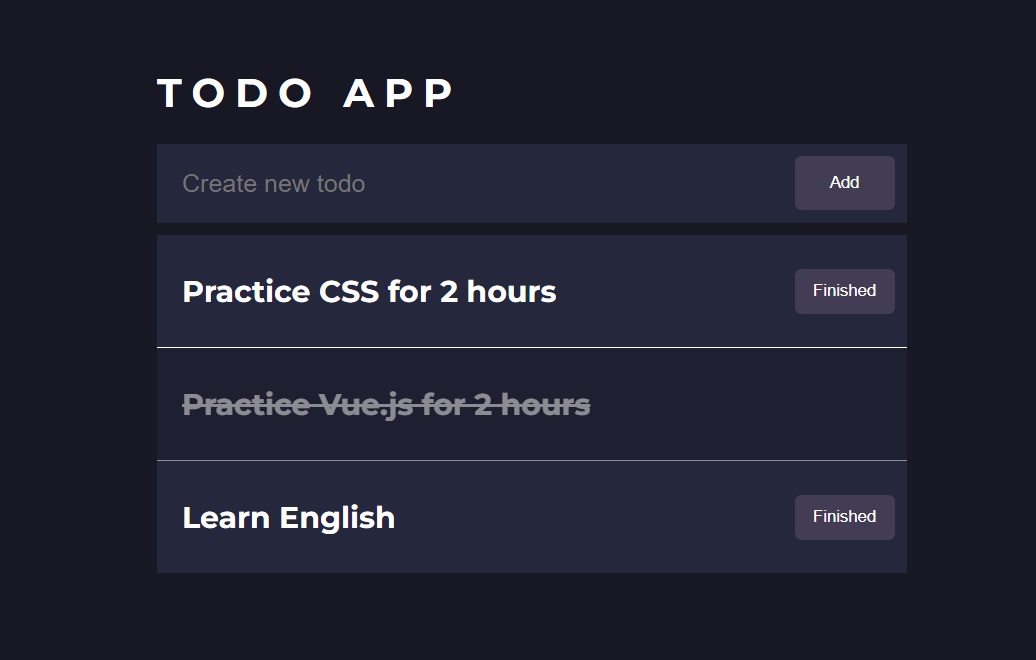 TODO APP
Create new todo
Add
Practice CSS for 2 hours
Finished
Practice Vue.js for 2 hours
Learn English
Finished